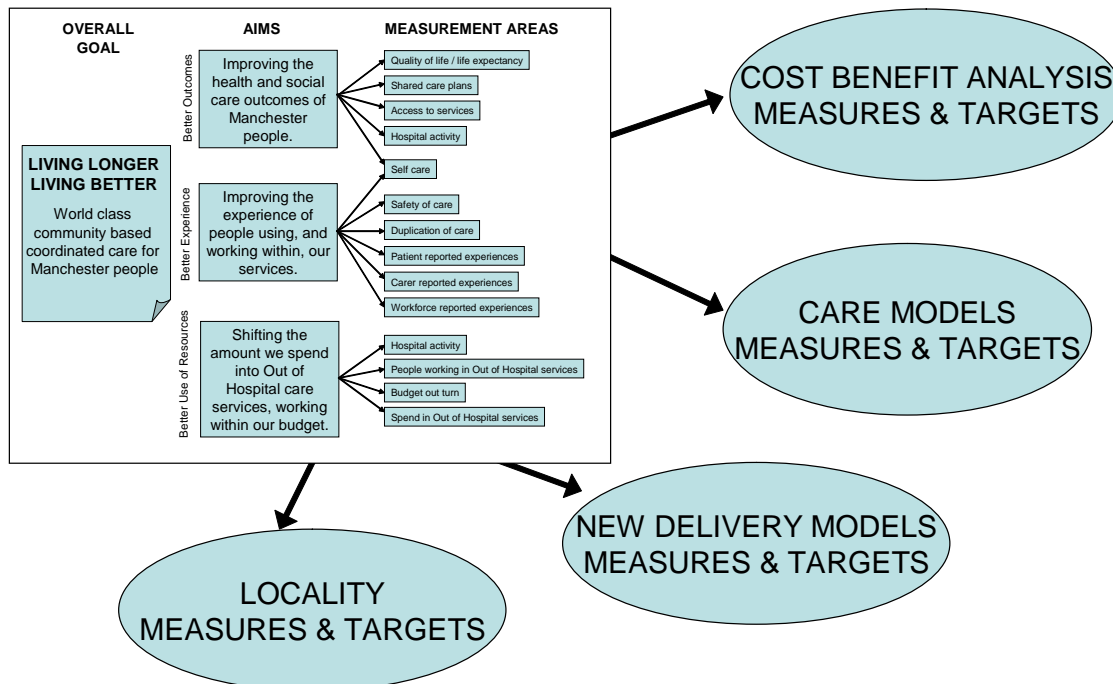 OVERALL
GOAL
AIMS
MEASUREMENT AREAS
LIVING LONGER
LIVING BETTER
World class
community based
coordinated care for
Manchester people
Better Outcomes
Improving the
health and social
care outcomes of
Manchester
people.
Quality of life / life expectancy
Shared care plans
Access to services
Hospital activity
Self care
Better Experience
Improving the
experience of
people using, and
working within, our
services.
Safety of care
Duplication of care
Patient reported experiences
Carer reported experiences
Workforce reported experiences
Better Use of Resources
Shifting the
amount we spend
into Out of
Hospital care
services, working
within our budget.
Hospital activity
People working in Out of Hospital services
Budget out turn
Spend in Out of Hospital services
COST BENEFIT ANALYSIS
MEASURES & TARGETS
CARE MODELS
MEASURES & TARGETS
NEW DELIVERY MODELS
MEASURES & TARGETS
LOCALITY
MEASURES & TARGETS